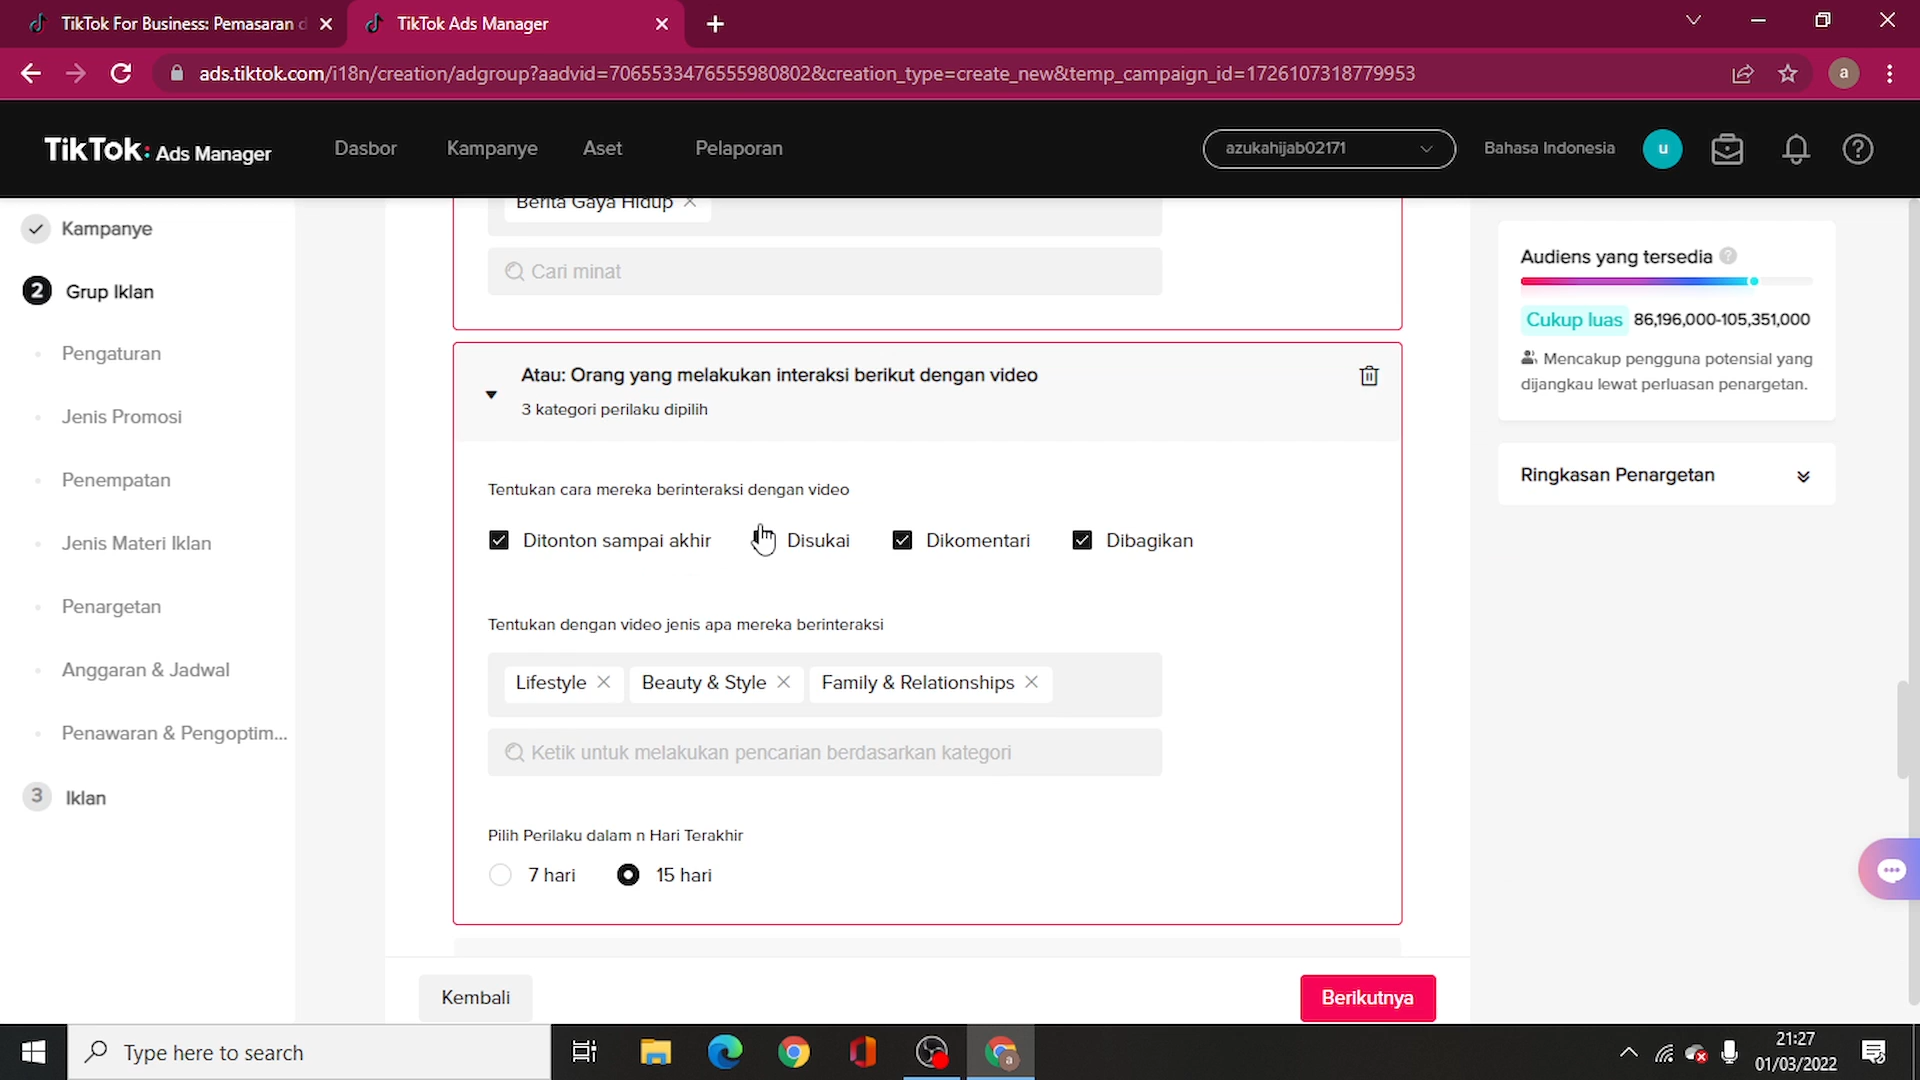 TikTok For Business: Pemasaran d
TikTok Ads Manager
ads.tiktok.com/i18n/creation/adgroup?aadvid=7065533476555980802&creation_type=create_new&temp_campaign_id=1726107318779953
a
TikTok: Ads Manager
Dasbor
Kampanye
Aset
Pelaporan
azukahijab02171
Bahasa Indonesia
u
Kampanye
2 Grup Iklan
Pengaturan
Jenis Promosi
Penempatan
Jenis Materi Iklan
Penargetan
Anggaran & Jadwal
Penawaran & Pengoptim...
3 Iklan
Berita Gaya Hidup
Cari minat
Atau: Orang yang melakukan interaksi berikut dengan video
3 kategori perilaku dipilih
Tentukan cara mereka berinteraksi dengan video
Ditonton sampai akhir Disukai Dikomentari Dibagikan
Tentukan dengan video jenis apa mereka berinteraksi
Lifestyle Beauty & Style Family & Relationships
Ketik untuk melakukan pencarian berdasarkan kategori
Pilih Perilaku dalam n Hari Terakhir
7 hari 15 hari
Kembali
Berikutnya
Audiens yang tersedia
Cukup luas 86,196,000-105,351,000
Mencakup pengguna potensial yang
dijangkau lewat perluasan penargetan.
Ringkasan Penargetan
Type here to search
a
21:27
01/03/2022